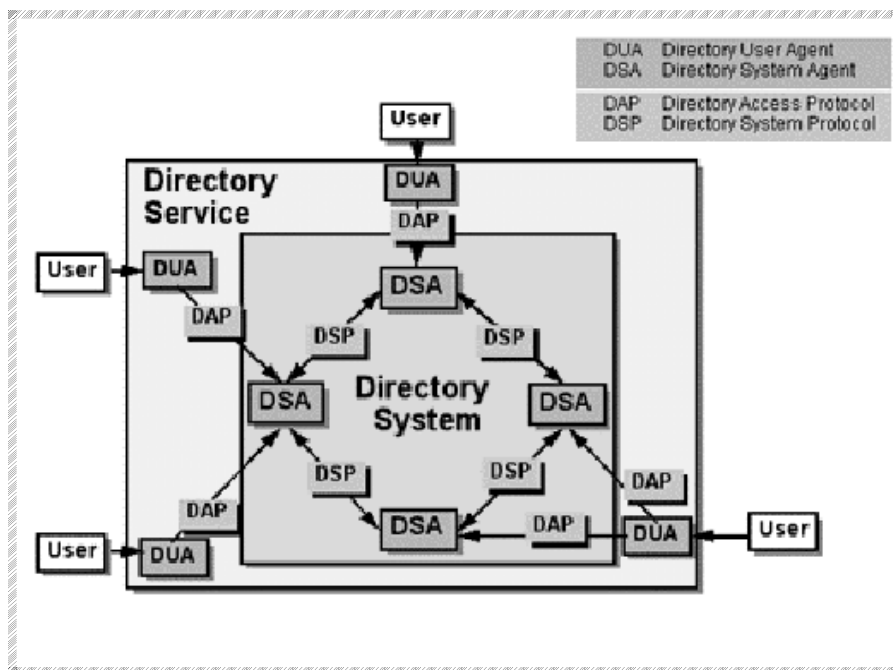 DUA Directory User Agent
DSA Directory System Agent
DAP Directory Access Protocol
DSP Directory System Protocol
User
Directory
Service
DUA
DAP
User
DUA
DSA
DAP
DSP
DSP
Directory
System
DSA
DSA
DSP
DSP
DAP
DAP
DSA
DAP
User
DUA
DUA
User